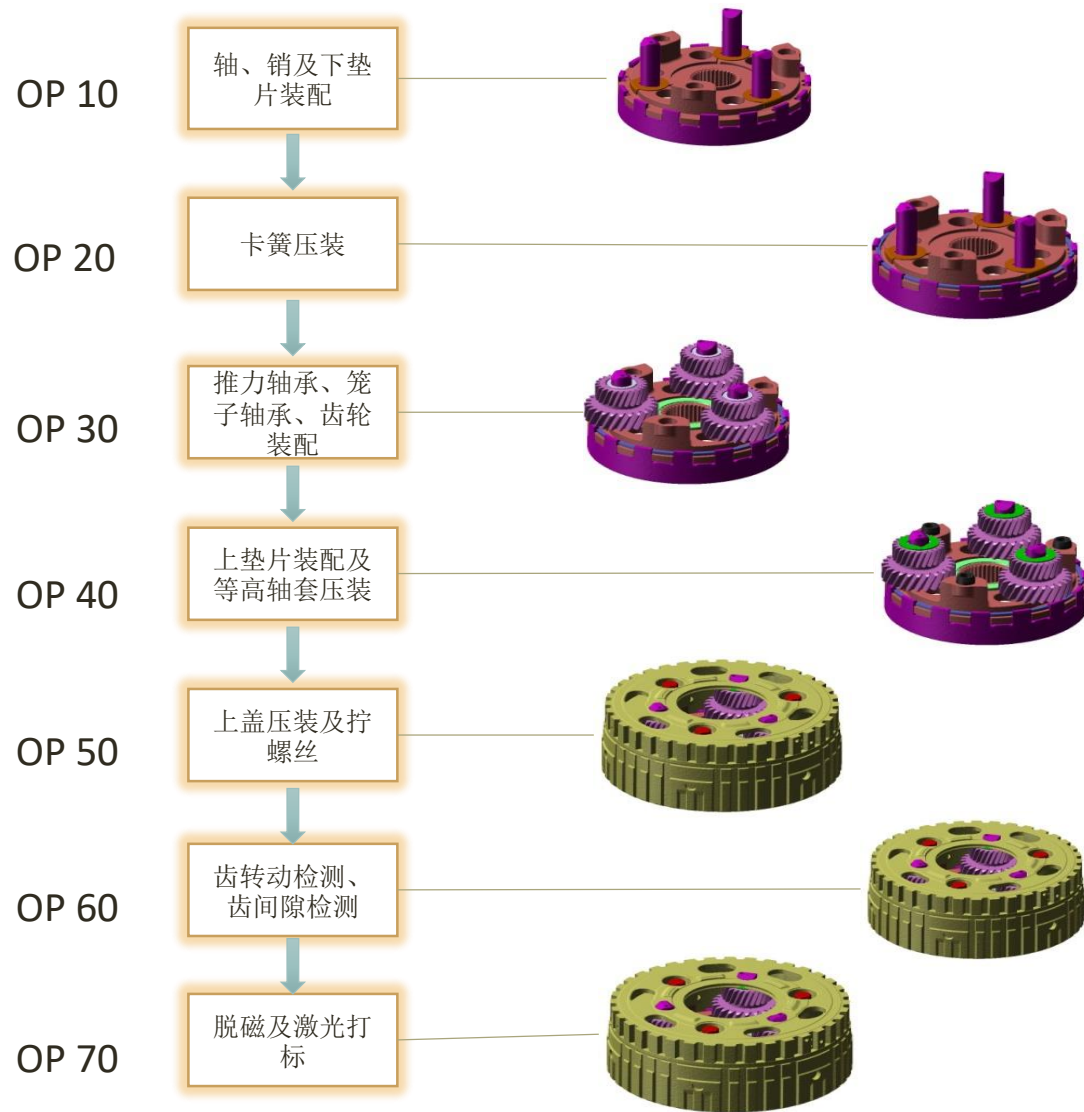 OP 10
轴、销及下垫
片装配
OP 20
卡簧压装
OP 30
推力轴承、笼
子轴承、齿轮
装配
OP 40
上垫片装配及
等高轴套压装
OP 50
上盖压装及拧
螺丝
OP 60
齿转动检测、
齿间隙检测
OP 70
脱磁及激光打
标